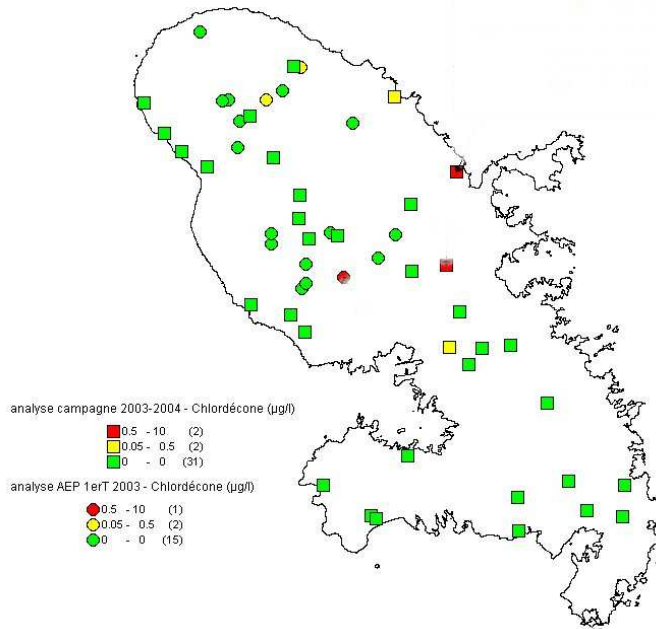 analyse campagne 2003-2004 - Chlordécone (µg/l)
0.5 - 10 (2)
0.05 - 0.5 (2)
0 - 0 (31)
analyse AEP 1erT 2003 - Chlordécone (µg/l)
0.5 - 10 (1)
0.05 - 0.5 (2)
0 - 0 (15)